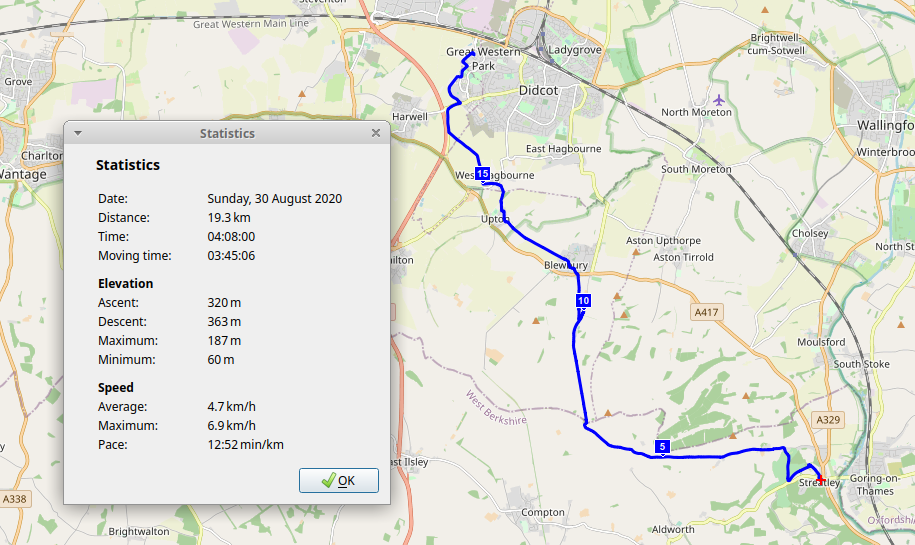 Steventon
Great Western Main Line
Great Western
Park
Ladygrove
Brightwell-
cum-Sotwell
Grove
Didcot
North Moreton
Harwell
Wallingfo
East Hagbourne
Winterbroo
Charlton
Wantage
South Moreton
West Hagbourne
15
Upton
Cholsey
North St
Aston Upthorpe
Aston Tirrold
Blewbury
ilton
10
A417
Moulsford
South Stoke
West Berkshire
A329
5
ast Ilsley
Streatley
Goring-on-
Thames
A338
Compton
Oxfordshi
Aldworth
Brightwalton
Statistics
Statistics
Date: Sunday, 30 August 2020
Distance: 19.3 km
Time: 04:08:00
Moving time: 03:45:06
Elevation
Ascent: 320 m
Descent: 363 m
Maximum: 187 m
Minimum: 60 m
Speed
Average: 4.7 km/h
Maximum: 6.9 km/h
Pace: 12:52 min/km
OK